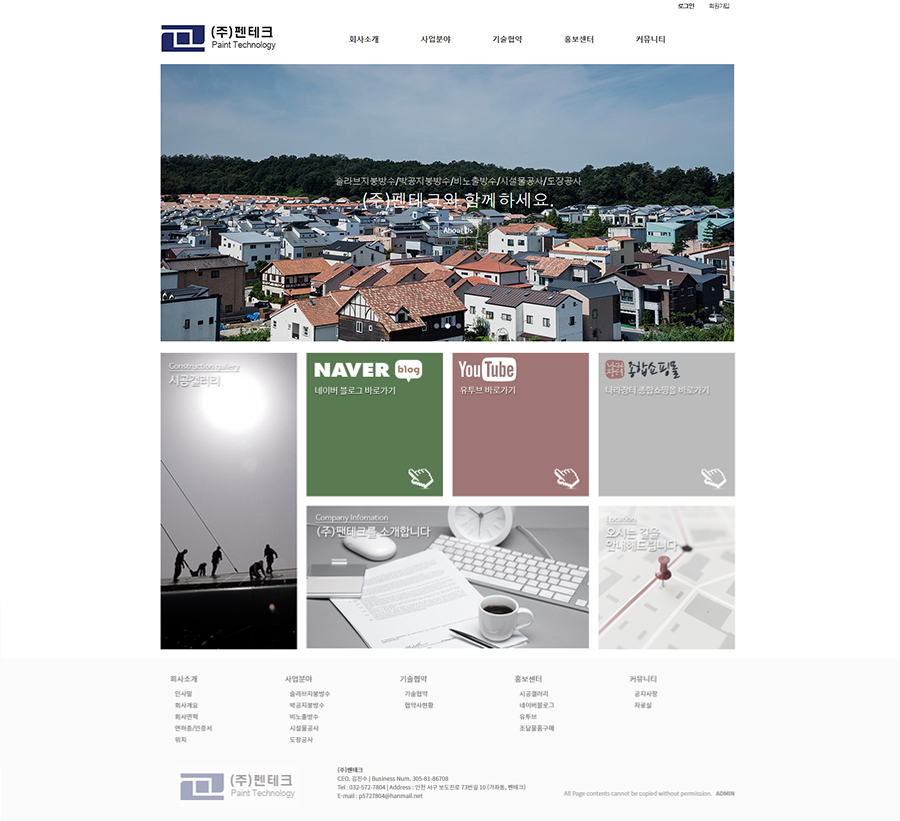 로그인 회원가입
(주)펜테크
Paint Technology
회사소개 사업분야 기술협약 홍보센터 커뮤니티
슬라브지붕방수/박공지붕방수/비노출방수/시설물공사/도장공사
(주)펜테크와 함께하세요.
About Us
Construction gallery
시공갤러리
NAVER blog
네이버 블로그 바로가기
YouTube
유투브 바로가기
나라장터 종합쇼핑몰
나라장터 종합쇼핑몰 바로가기
Company Infomation
(주)팬테크를 소개합니다
Location
오시는 길을
안내해드립니다
회사소개 사업분야 기술협약 홍보센터 커뮤니티
인사말 슬라브지붕방수 기술협약 시공갤러리 공지사항
회사개요 박공지붕방수 협약사현황 네이버블로그 자료실
회사연혁 비노출방수 유투브
면허증/인증서 시설물공사 조달물품구매
위치 도장공사
(주)펜테크
Paint Technology
(주)펜테크
CEO. 김진수 | Business Num. 305-81-86708
Tel : 032-572-7804 | Address : 인천 서구 보도진로 73번길 10 (가좌동, 펜테크)
E-mail : p5727804@hanmail.net
All Page contents cannot be copied without permission. ADMIN